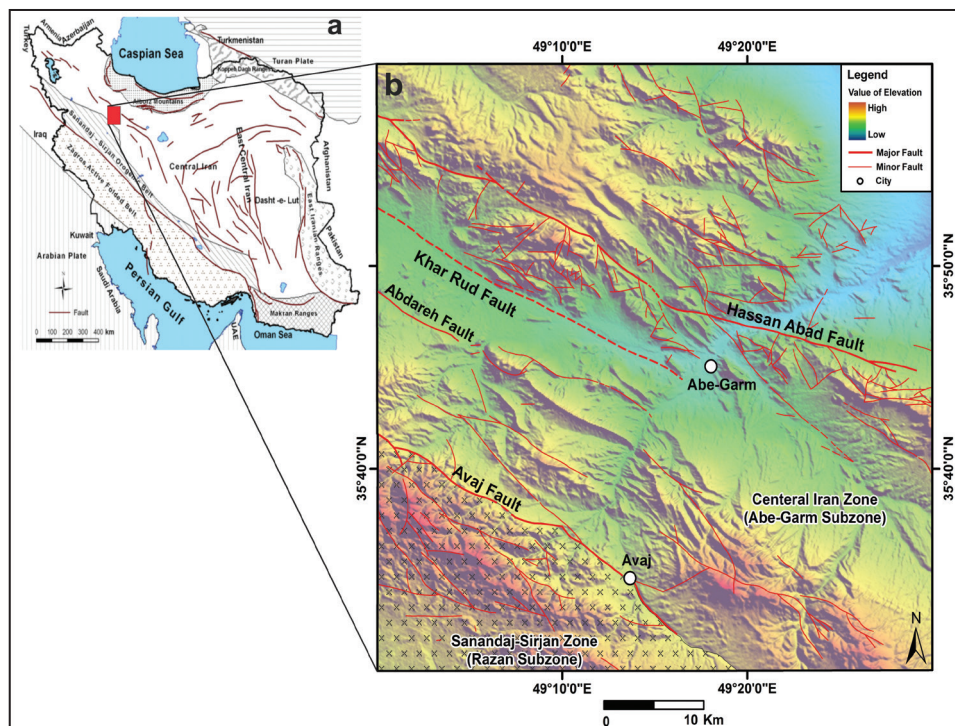 a
Armenia
Azerbaijan
Turkey
Caspian Sea
Turkmenistan
Turan Plate
Koppeh Dagh Ranges
Alborz Mountains
Iraq
Sanandaj - Sirjan Orogenic Belt
Zagros Active Folded Belt
Central Iran
East Central Iran
Dasht -e- Lut
East Iranian Ranges
Afghanistan
Pakistan
Kuwait
Arabian Plate
Saudi Arabia
Persian Gulf
UAE
Makran Ranges
Oman Sea
Fault
0 100 200 300 400
km
49°10'0"E
49°20'0"E
b
Legend
Value of Elevation
High
Low
Major Fault
Minor Fault
City
35°50'0"N
35°50'0"N
Khar Rud Fault
Abdareh Fault
Hassan Abad Fault
Abe-Garm
35°40'0"N
35°40'0"N
Avaj Fault
Centeral Iran Zone
(Abe-Garm Subzone)
Avaj
Sanandaj-Sirjan Zone
(Razan Subzone)
N
49°10'0"E
49°20'0"E
0 10 Km